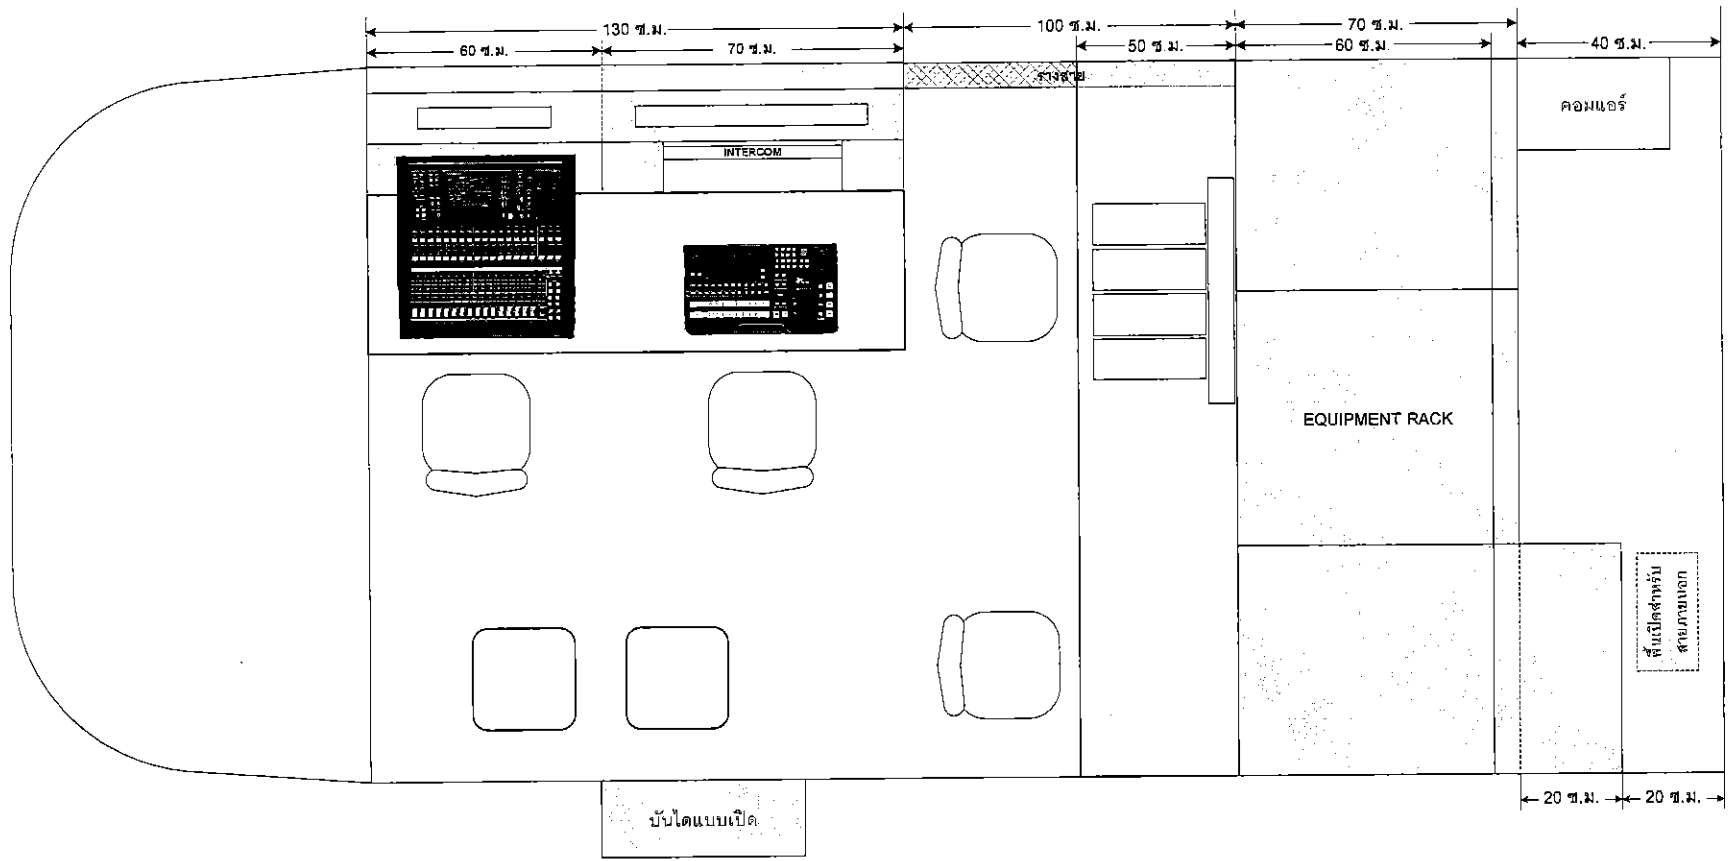 130 ซ.ม.
100 ซ.ม.
70 ซ.ม.
60 ซ.ม.
70 ซ.ม.
50 ซ.ม.
60 ซ.ม.
40 ซ.ม.
รางสาย
คอมแอร์
INTERCOM
EQUIPMENT RACK
พื้นเปิดสำหรับ
สายภายนอก
20 ซ.ม.
20 ซ.ม.
บันไดแบบเปิด